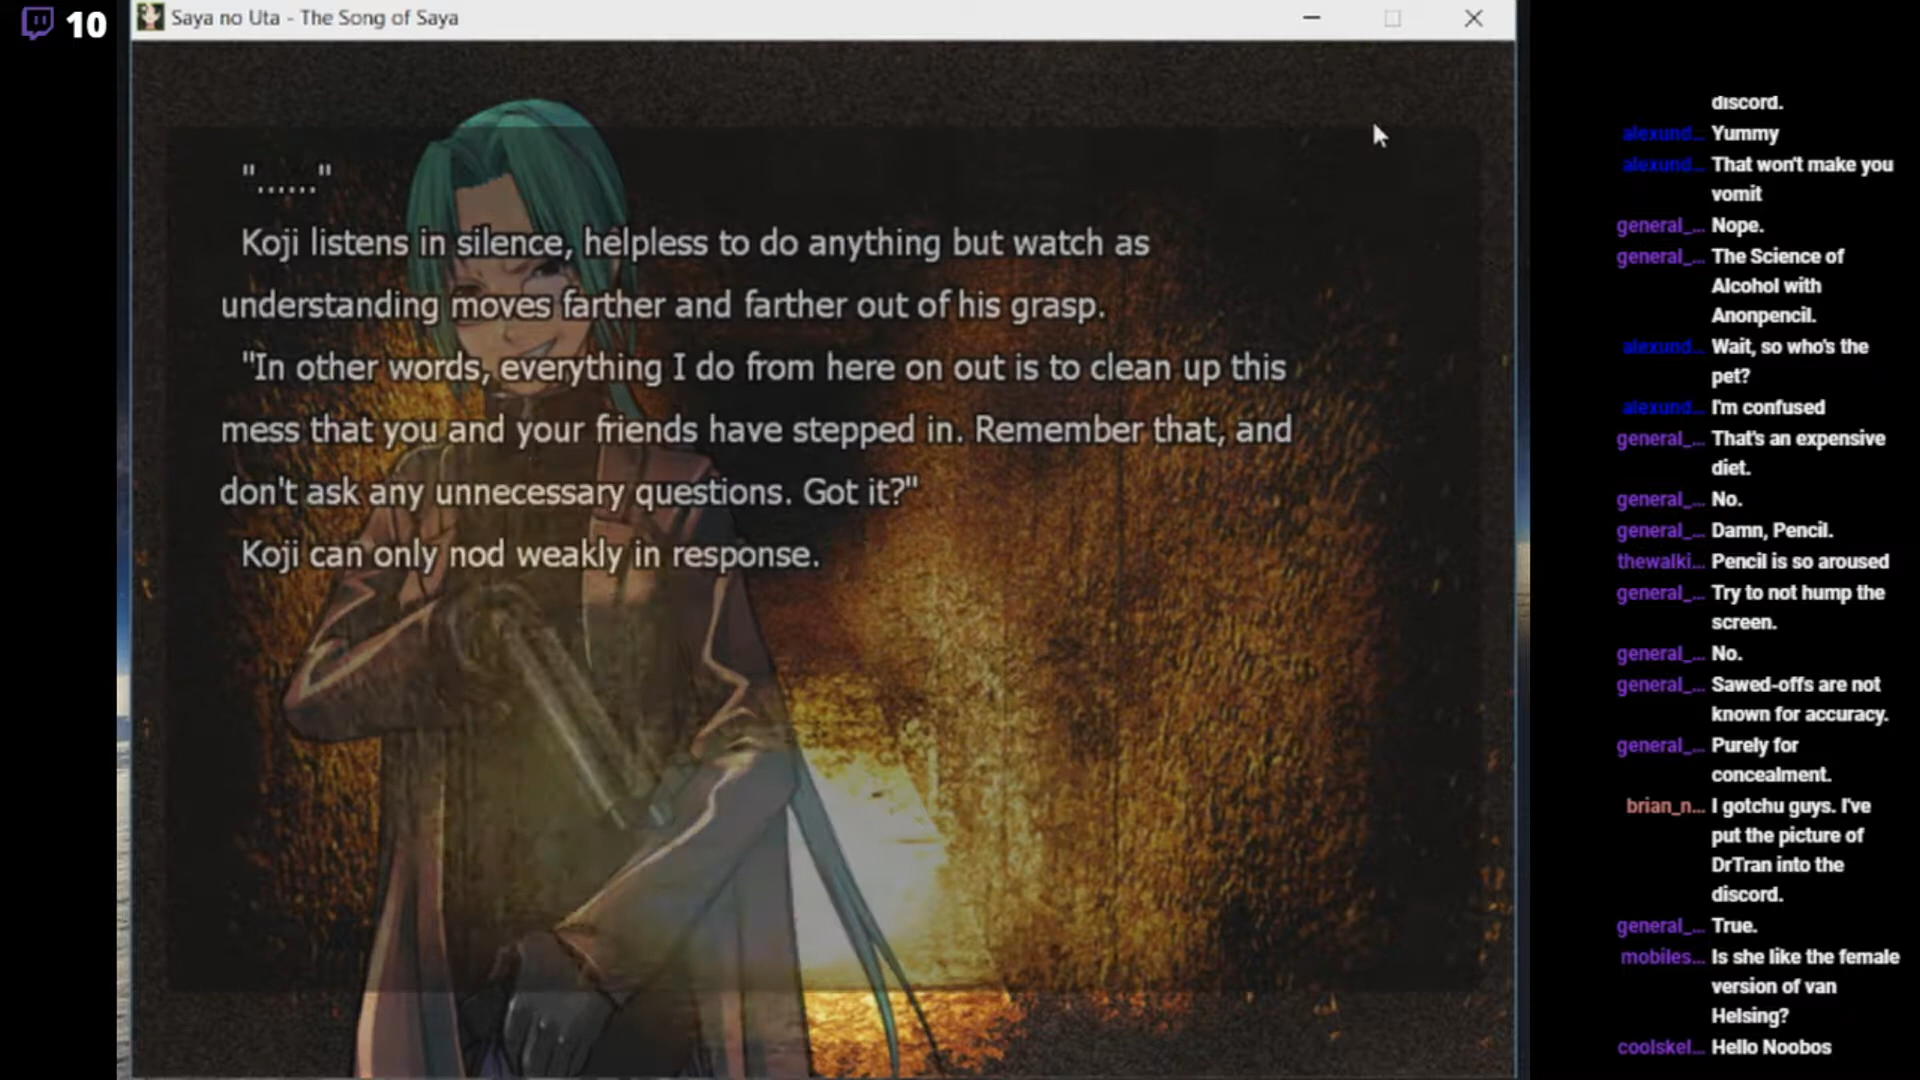 10
Saya no Uta - The Song of Saya
"......"
Koji listens in silence, helpless to do anything but watch as
understanding moves farther and farther out of his grasp.
"In other words, everything I do from here on out is to clean up this
mess that you and your friends have stepped in. Remember that, and
don't ask any unnecessary questions. Got it?"
Koji can only nod weakly in response.
discord.
alexund... Yummy
alexund... That won't make you
vomit
general_... Nope.
general_... The Science of
Alcohol with
Anonpencil.
alexund... Wait, so who's the
pet?
alexund... I'm confused
general_... That's an expensive
diet.
general_... No.
general_... Damn, Pencil.
thewalki... Pencil is so aroused
general_... Try to not hump the
screen.
general_... No.
general_... Sawed-offs are not
known for accuracy.
general_... Purely for
concealment.
brian_n... I gotchu guys. I've
put the picture of
DrTran into the
discord.
general_... True.
mobiles... Is she like the female
version of van
Helsing?
coolskel... Hello Noobos